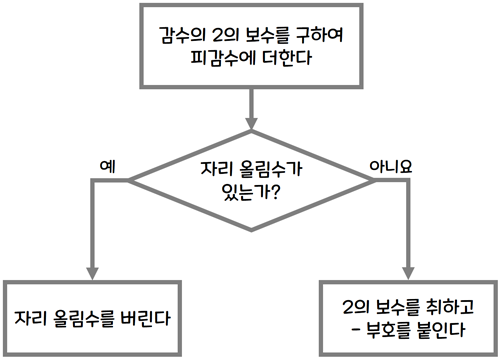 감수의 2의 보수를 구하여
피감수에 더한다
예
자리 올림수가
있는가?
아니요
자리 올림수를 버린다
2의 보수를 취하고
- 부호를 붙인다